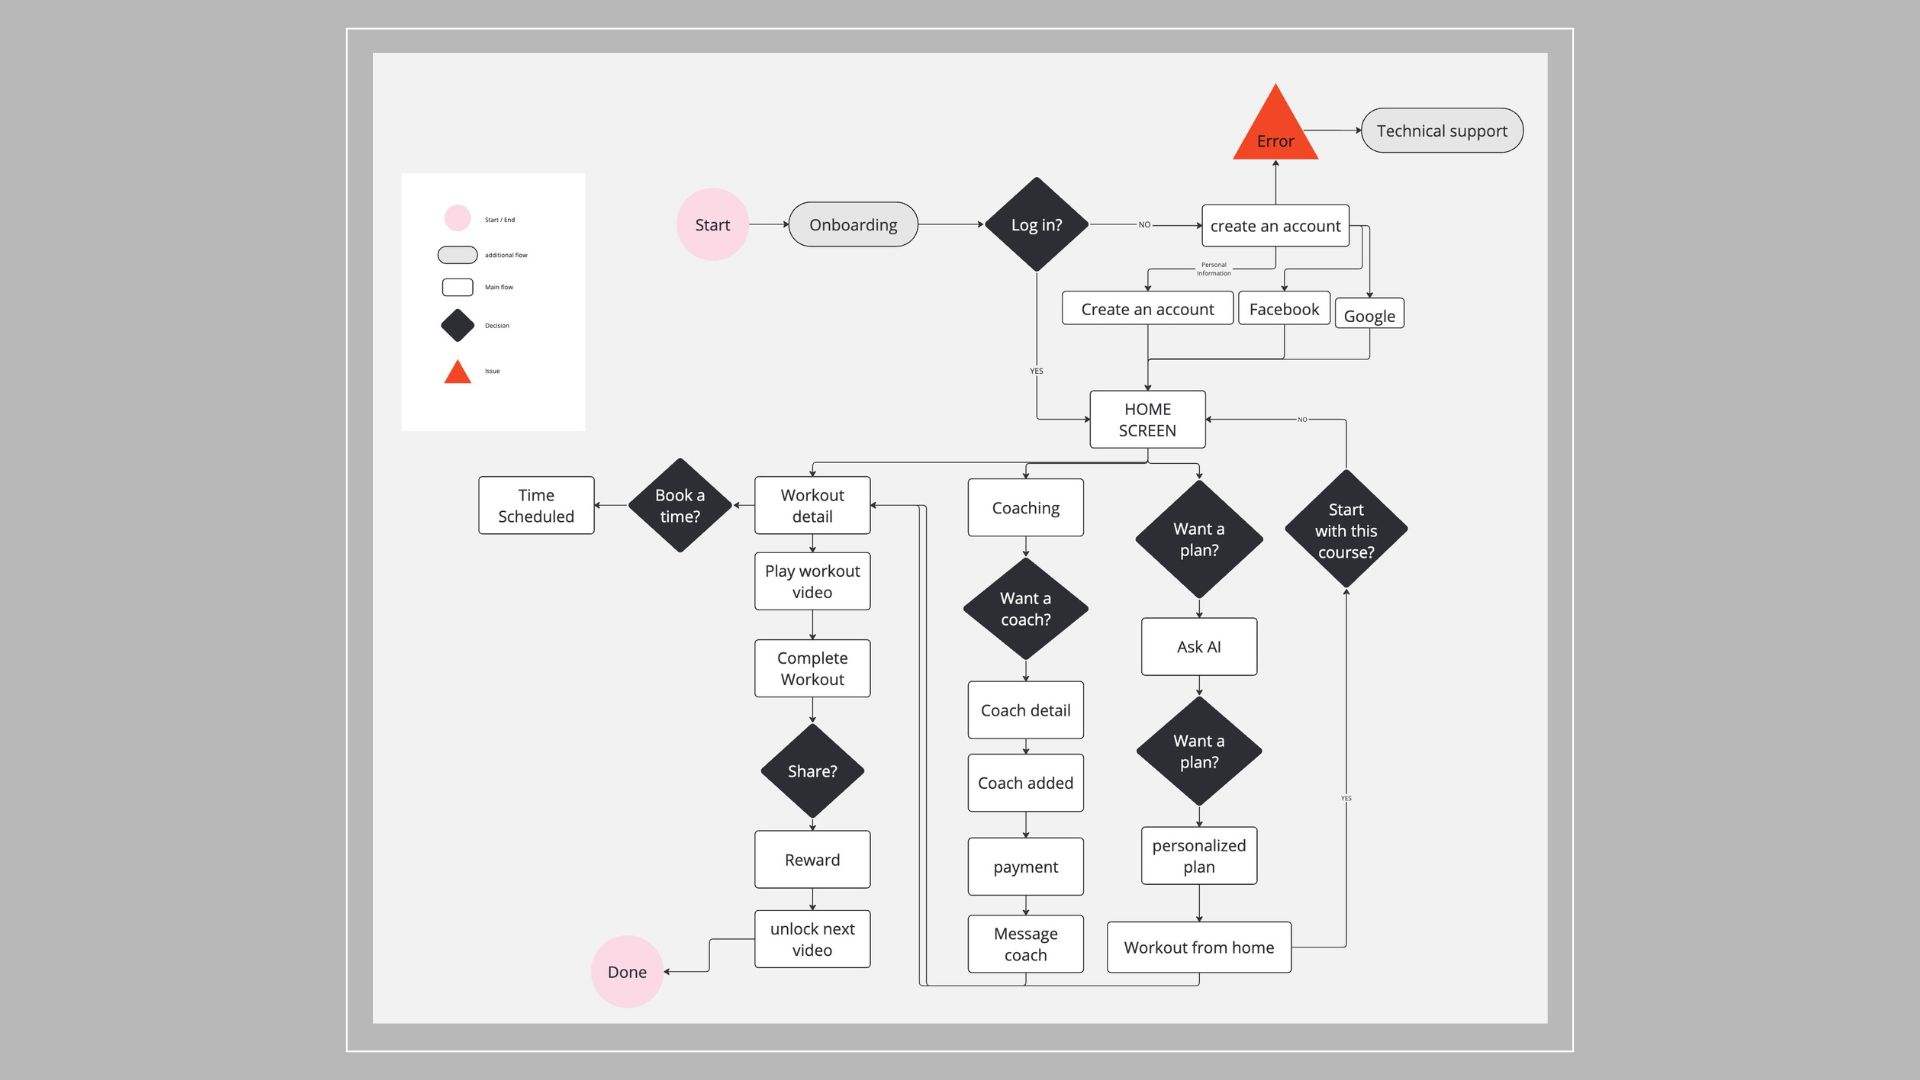 Error
Technical support
Start / End
additional flow
Main flow
Decision
Issue
Start
Onboarding
Log in?
NO
create an account
Personal
Information
Create an account
Facebook
Google
YES
HOME
SCREEN
NO
Time
Scheduled
Book a
time?
Workout
detail
Coaching
Want a
plan?
Start
with this
course?
Play workout
video
Want a
coach?
Ask AI
Complete
Workout
Coach detail
Want a
plan?
Share?
Coach added
YES
Reward
payment
personalized
plan
unlock next
video
Message
coach
Workout from home
Done